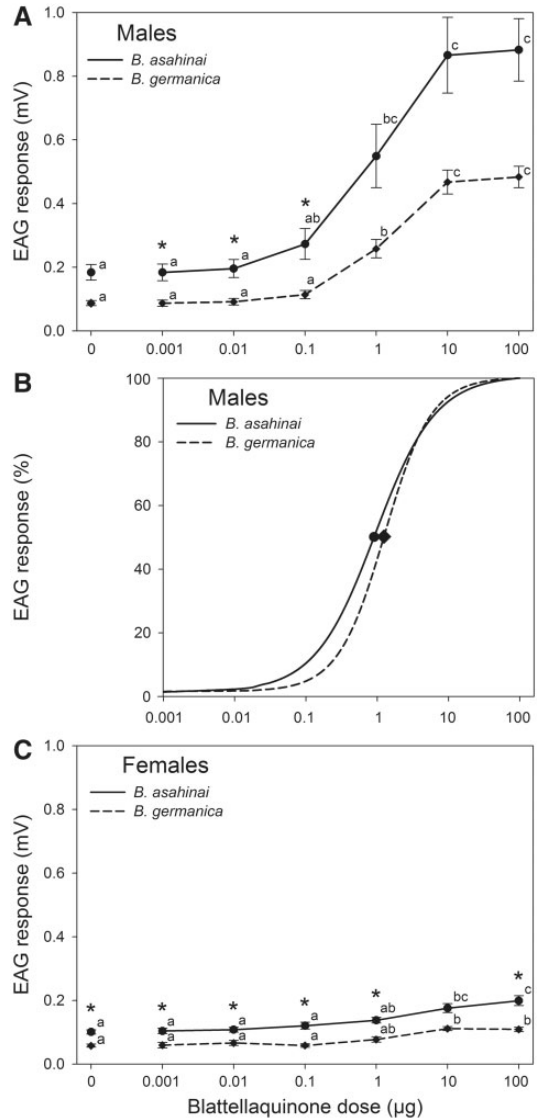 A
Males
B. asahinai
B. germanica
EAG response (mV)
1.0
0.8
0.6
0.4
0.2
0.0
a
a
a
ab
bc
c
c
*
*
*
a
a
a
a
b
c
c
0
0.001
0.01
0.1
1
10
100
B
Males
B. asahinai
B. germanica
EAG response (%)
100
80
60
40
20
0
0.001
0.01
0.1
1
10
100
C
Females
B. asahinai
B. germanica
EAG response (mV)
1.0
0.8
0.6
0.4
0.2
0.0
*
*
*
*
*
*
a
a
a
a
ab
bc
c
a
a
a
a
ab
b
b
0
0.001
0.01
0.1
1
10
100
Blattellaquinone dose (µg)